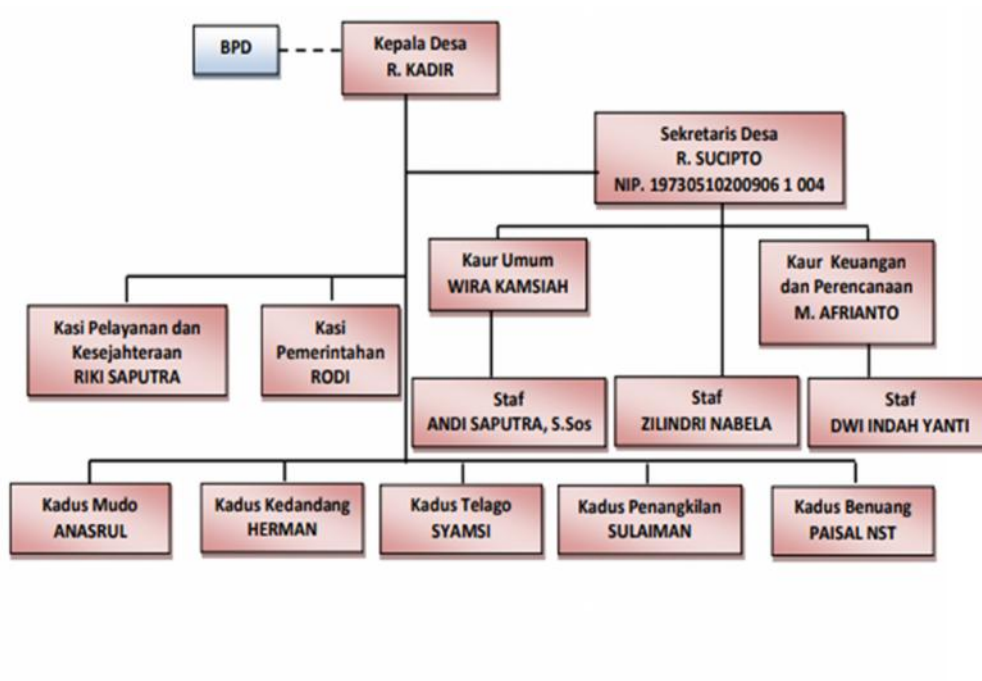 BPD
Kepala Desa
R. KADIR
Sekretaris Desa
R. SUCIPTO
NIP. 19730510200906 1 004
Kaur Umum
WIRA KAMSIAH
Kaur Keuangan
dan Perencanaan
M. AFRIANTO
Kasi Pelayanan dan
Kesejahteraan
RIKI SAPUTRA
Kasi
Pemerintahan
RODI
Staf
ANDI SAPUTRA, S.Sos
Staf
ZILINDRI NABELA
Staf
DWI INDAH YANTI
Kadus Mudo
ANASRUL
Kadus Kedandang
HERMAN
Kadus Telago
SYAMSI
Kadus Penangkilan
SULAIMAN
Kadus Benuang
PAISAL NST